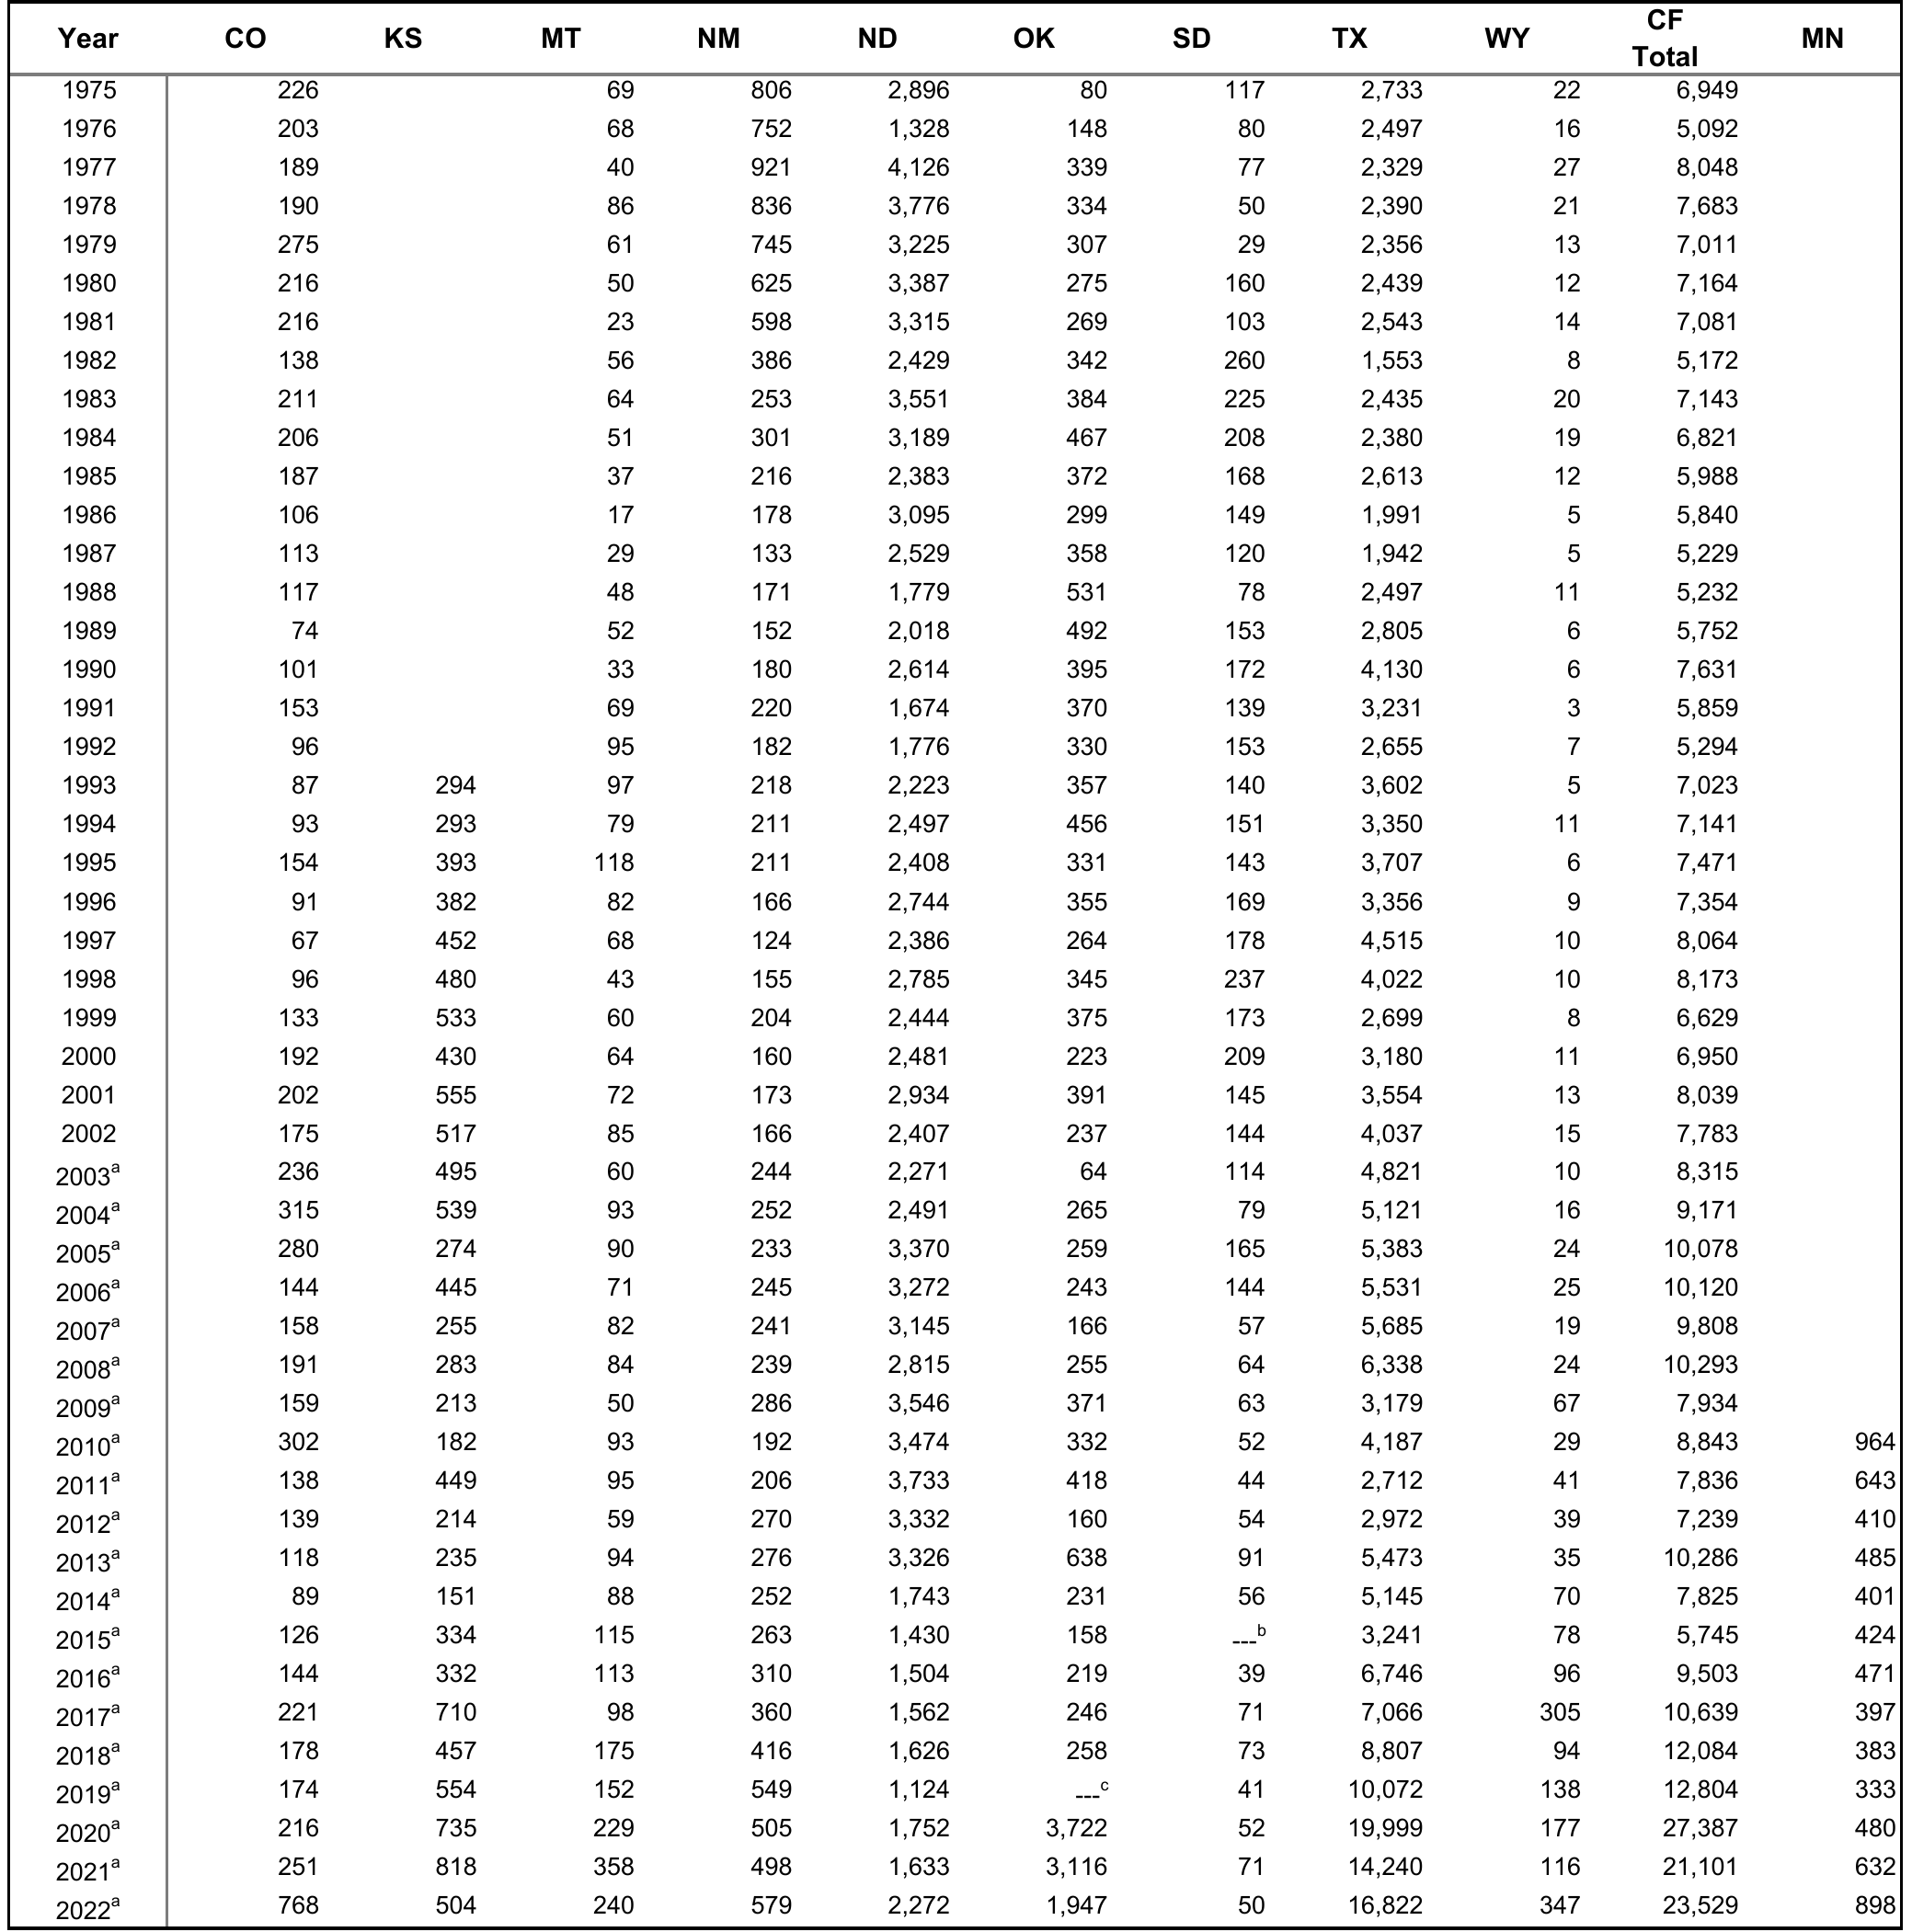 Year CO KS MT NM ND OK SD TX WY CF Total MN
1975 226 69 806 2,896 80 117 2,733 22 6,949
1976 203 68 752 1,328 148 80 2,497 16 5,092
1977 189 40 921 4,126 339 77 2,329 27 8,048
1978 190 86 836 3,776 334 50 2,390 21 7,683
1979 275 61 745 3,225 307 29 2,356 13 7,011
1980 216 50 625 3,387 275 160 2,439 12 7,164
1981 216 23 598 3,315 269 103 2,543 14 7,081
1982 138 56 386 2,429 342 260 1,553 8 5,172
1983 211 64 253 3,551 384 225 2,435 20 7,143
1984 206 51 301 3,189 467 208 2,380 19 6,821
1985 187 37 216 2,383 372 168 2,613 12 5,988
1986 106 17 178 3,095 299 149 1,991 5 5,840
1987 113 29 133 2,529 358 120 1,942 5 5,229
1988 117 48 171 1,779 531 78 2,497 11 5,232
1989 74 52 152 2,018 492 153 2,805 6 5,752
1990 101 33 180 2,614 395 172 4,130 6 7,631
1991 153 69 220 1,674 370 139 3,231 3 5,859
1992 96 95 182 1,776 330 153 2,655 7 5,294
1993 87 294 97 218 2,223 357 140 3,602 5 7,023
1994 93 293 79 211 2,497 456 151 3,350 11 7,141
1995 154 393 118 211 2,408 331 143 3,707 6 7,471
1996 91 382 82 166 2,744 355 169 3,356 9 7,354
1997 67 452 68 124 2,386 264 178 4,515 10 8,064
1998 96 480 43 155 2,785 345 237 4,022 10 8,173
1999 133 533 60 204 2,444 375 173 2,699 8 6,629
2000 192 430 64 160 2,481 223 209 3,180 11 6,950
2001 202 555 72 173 2,934 391 145 3,554 13 8,039
2002 175 517 85 166 2,407 237 144 4,037 15 7,783
2003ᵃ 236 495 60 244 2,271 64 114 4,821 10 8,315
2004ᵃ 315 539 93 252 2,491 265 79 5,121 16 9,171
2005ᵃ 280 274 90 233 3,370 259 165 5,383 24 10,078
2006ᵃ 144 445 71 245 3,272 243 144 5,531 25 10,120
2007ᵃ 158 255 82 241 3,145 166 57 5,685 19 9,808
2008ᵃ 191 283 84 239 2,815 255 64 6,338 24 10,293
2009ᵃ 159 213 50 286 3,546 371 63 3,179 67 7,934
2010ᵃ 302 182 93 192 3,474 332 52 4,187 29 8,843 964
2011ᵃ 138 449 95 206 3,733 418 44 2,712 41 7,836 643
2012ᵃ 139 214 59 270 3,332 160 54 2,972 39 7,239 410
2013ᵃ 118 235 94 276 3,326 638 91 5,473 35 10,286 485
2014ᵃ 89 151 88 252 1,743 231 56 5,145 70 7,825 401
2015ᵃ 126 334 115 263 1,430 158 ---ᵇ 3,241 78 5,745 424
2016ᵃ 144 332 113 310 1,504 219 39 6,746 96 9,503 471
2017ᵃ 221 710 98 360 1,562 246 71 7,066 305 10,639 397
2018ᵃ 178 457 175 416 1,626 258 73 8,807 94 12,084 383
2019ᵃ 174 554 152 549 1,124 ---ᶜ 41 10,072 138 12,804 333
2020ᵃ 216 735 229 505 1,752 3,722 52 19,999 177 27,387 480
2021ᵃ 251 818 358 498 1,633 3,116 71 14,240 116 21,101 632
2022ᵃ 768 504 240 579 2,272 1,947 50 16,822 347 23,529 898